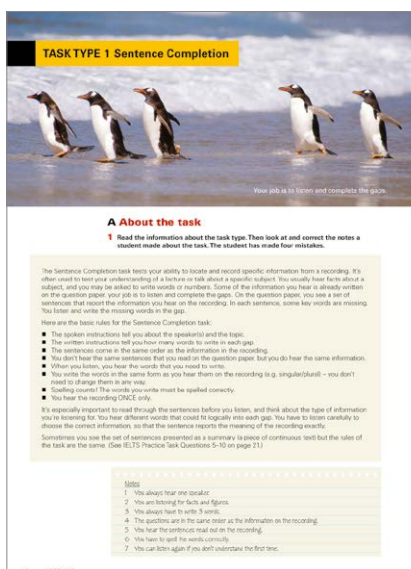 TASK TYPE 1 Sentence Completion
Your job is to listen and complete the gaps.
A About the task
1 Read the information about the task type. Then look at and correct the notes a
student made about the task. The student has made four mistakes.
The Sentence Completion task tests your ability to locate and record specific information from a recording. It's
often used to test your understanding of a lecture or talk about a specific subject. You usually hear facts about a
subject, and you may be asked to write words or numbers. Some of the information you hear is already written
on the question paper, your job is to listen and complete the gaps. On the question paper, you see a set of
sentences that report the information you hear on the recording. In each sentence, some key words are missing.
You listen and write the missing words in the gap.
Here are the basic rules for the Sentence Completion task:
■ The spoken instructions tell you about the speaker(s) and the topic.
■ The written instructions tell you how many words to write in each gap.
■ The sentences come in the same order as the information in the recording.
■ You don't hear the same sentences that you read on the question paper, but you do hear the same information.
■ When you listen, you hear the words that you need to write.
■ You write the words in the same form as you hear them on the recording (e.g. singular/plural) – you don't
need to change them in any way.
■ Spelling counts! The words you write must be spelled correctly.
■ You hear the recording ONCE only.
It's especially important to read through the sentences before you listen, and think about the type of information
you're listening for. You hear different words that could fit logically into each gap. You have to listen carefully to
choose the correct information, so that the sentence reports the meaning of the recording exactly.
Sometimes you see the set of sentences presented as a summary (a piece of continuous text) but the rules of
the task are the same. (See IELTS Practice Task Questions 5–10 on page 21.)
Notes
1 You always hear one speaker.
2 You are listening for facts and figures.
3 You always have to write 3 words.
4 The questions are in the same order as the information on the recording.
5 You hear the sentences read out on the recording.
6 You have to spell the words correctly.
7 You can listen again if you don't understand the first time.